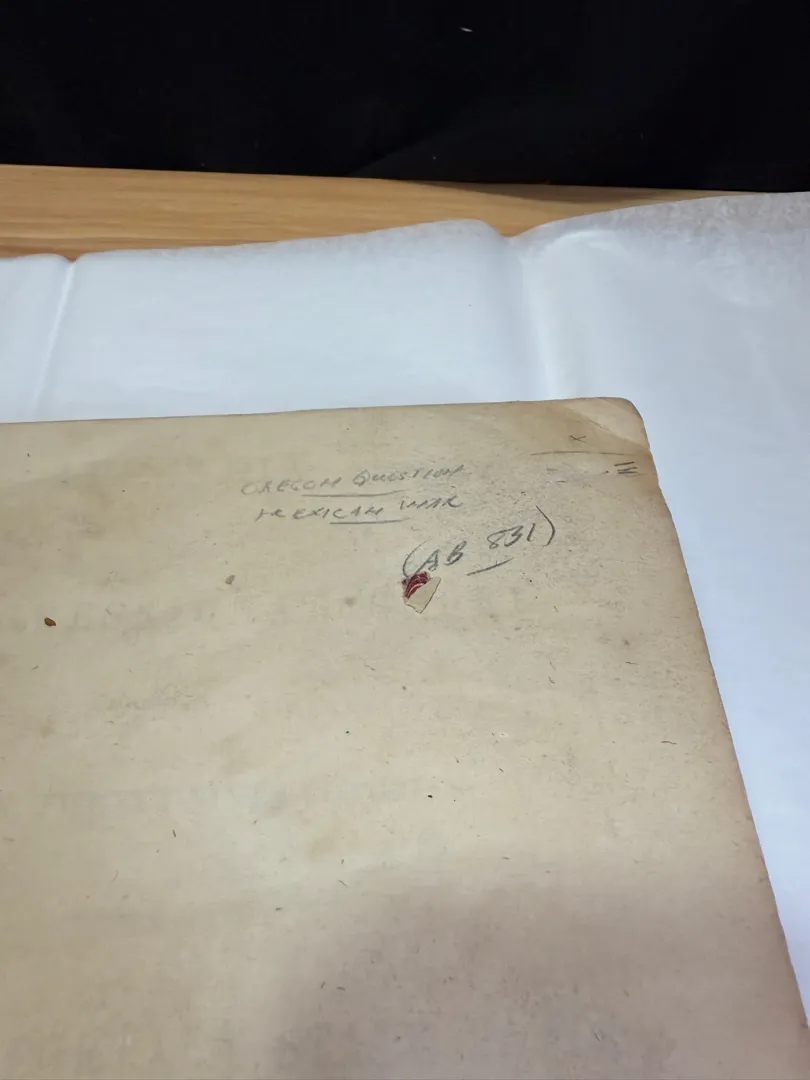 OREGON QUESTION
MEXICAN WAR
(AB 831)
x